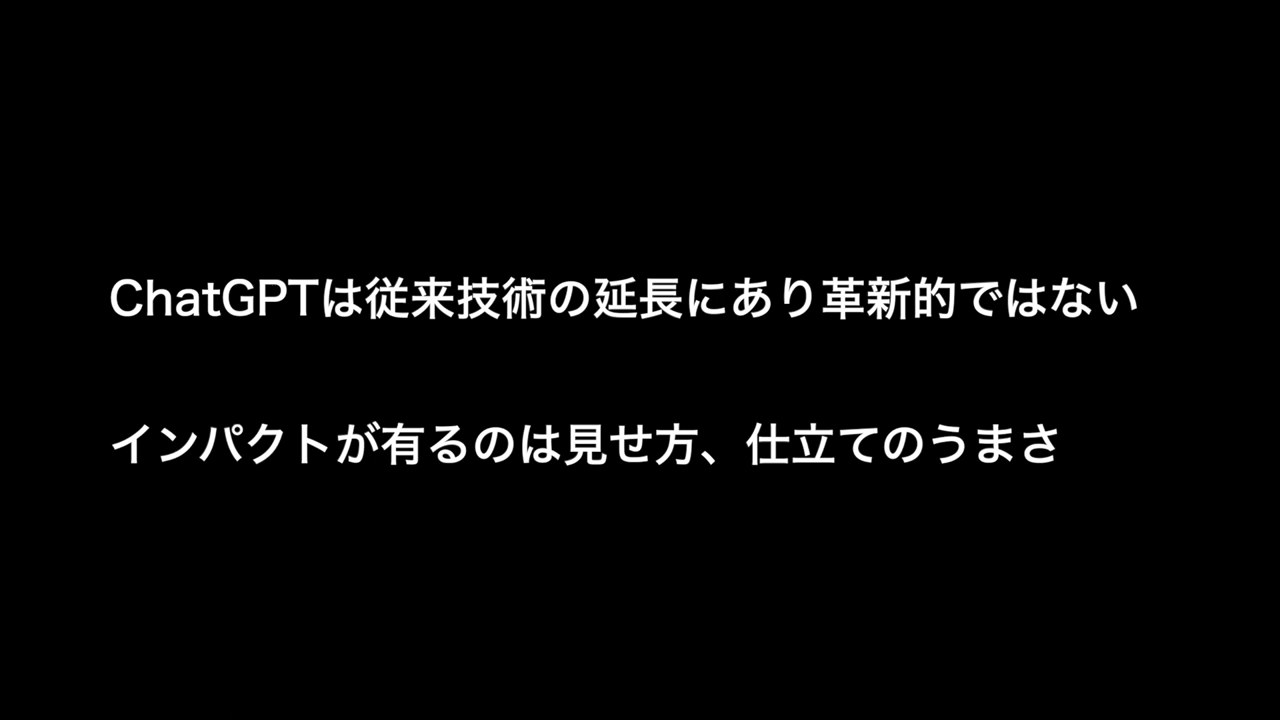 ChatGPTは従来技術の延長にあり革新的ではない
インパクトが有るのは見せ方、仕立てのうまさ